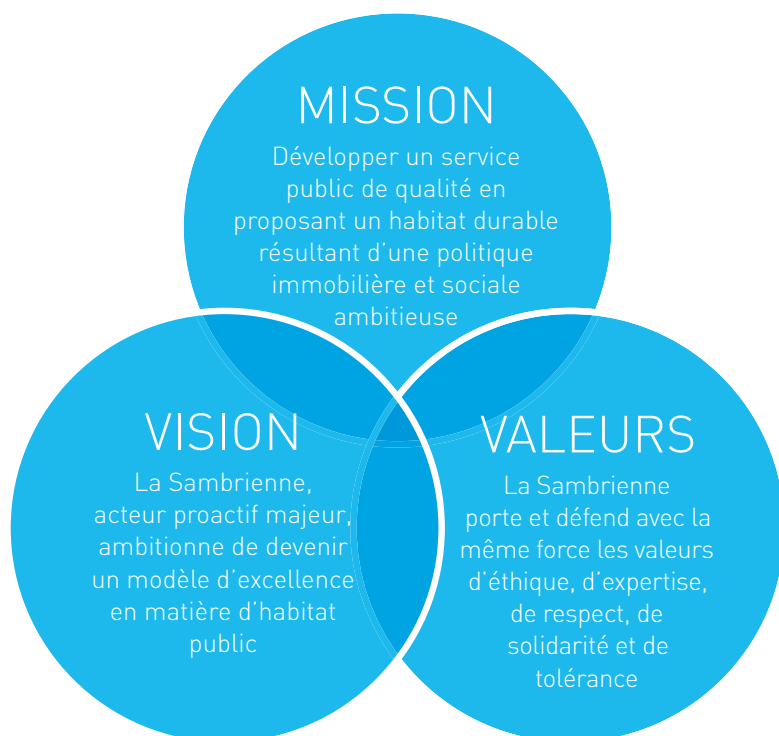 MISSION
Développer un service
public de qualité en
proposant un habitat durable
résultant d'une politique
immobilière et sociale
ambitieuse
VISION
La Sambrienne,
acteur proactif majeur,
ambitionne de devenir
un modèle d'excellence
en matière d'habitat
public
VALEURS
La Sambrienne
porte et défend avec la
même force les valeurs
d'éthique, d'expertise,
de respect, de
solidarité et de
tolérance